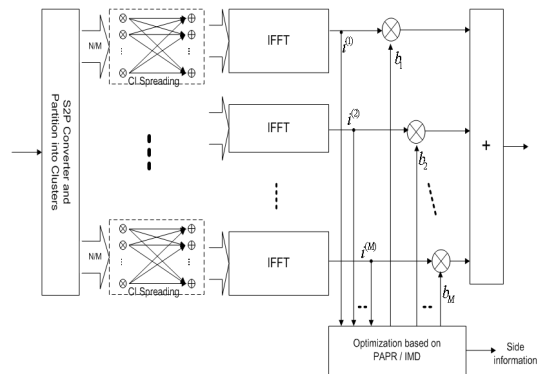 S2P Converter and
Partition into Clusters
N/M
CI Spreading
IFFT
i^(1)
b_1
IFFT
i^(2)
b_2
+
N/M
CI Spreading
IFFT
i^(M)
b_M
Optimization based on
PAPR / IMD
Side
information